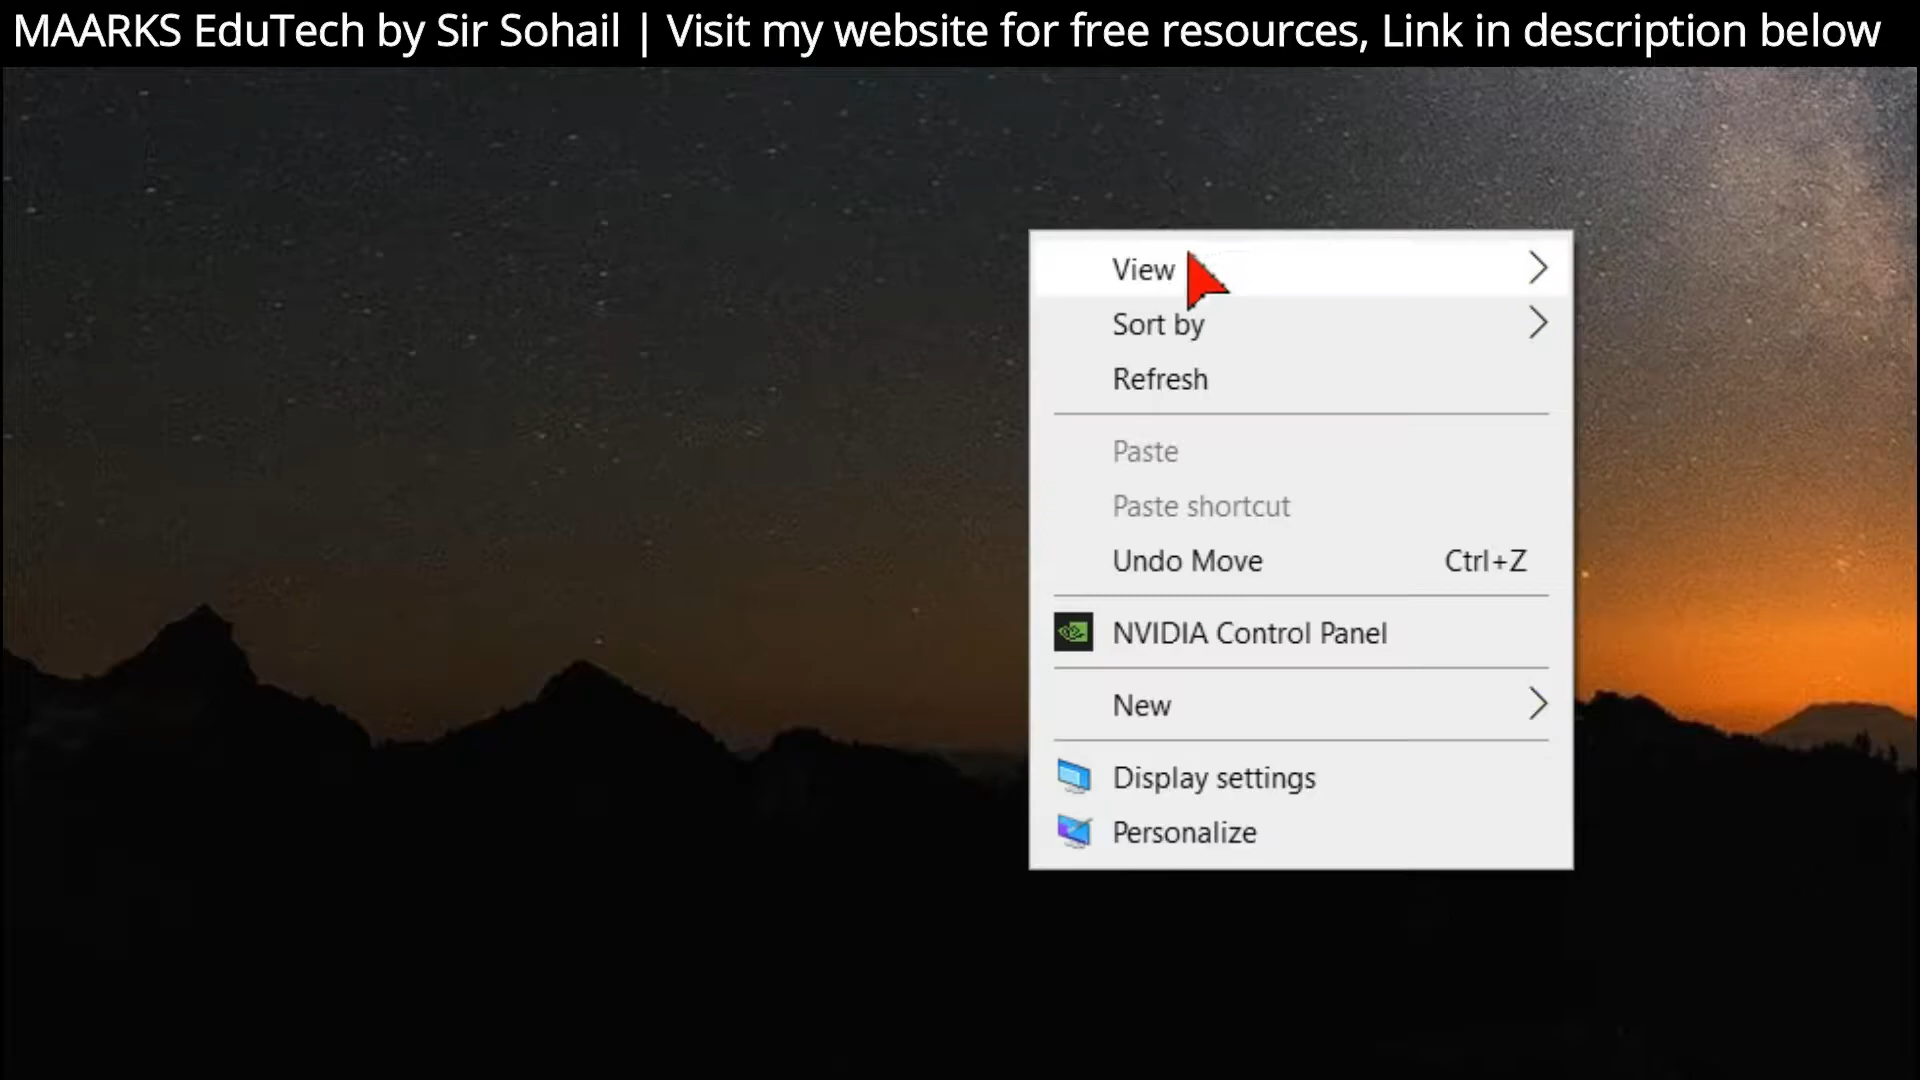 MAARKS EduTech by Sir Sohail | Visit my website for free resources, Link in description below
View
Sort by
Refresh
Paste
Paste shortcut
Undo Move Ctrl+Z
NVIDIA Control Panel
New
Display settings
Personalize